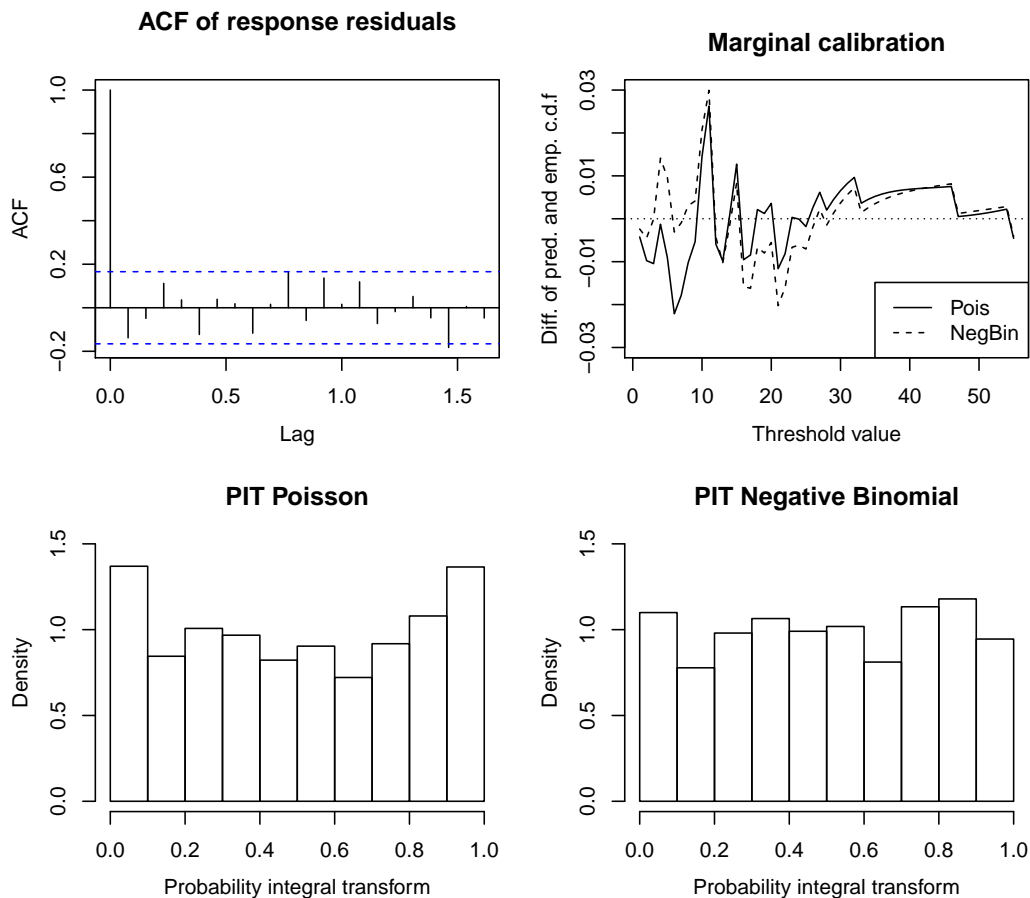 ACF of response residuals
ACF
1.0
0.6
0.2
−0.2
0.0
0.5
1.0
1.5
Lag
Marginal calibration
Diff. of pred. and emp. c.d.f
0.03
0.01
−0.01
−0.03
Pois
NegBin
0
10
20
30
40
50
Threshold value
PIT Poisson
Density
1.5
1.0
0.5
0.0
0.0
0.2
0.4
0.6
0.8
1.0
Probability integral transform
PIT Negative Binomial
Density
1.5
1.0
0.5
0.0
0.0
0.2
0.4
0.6
0.8
1.0
Probability integral transform